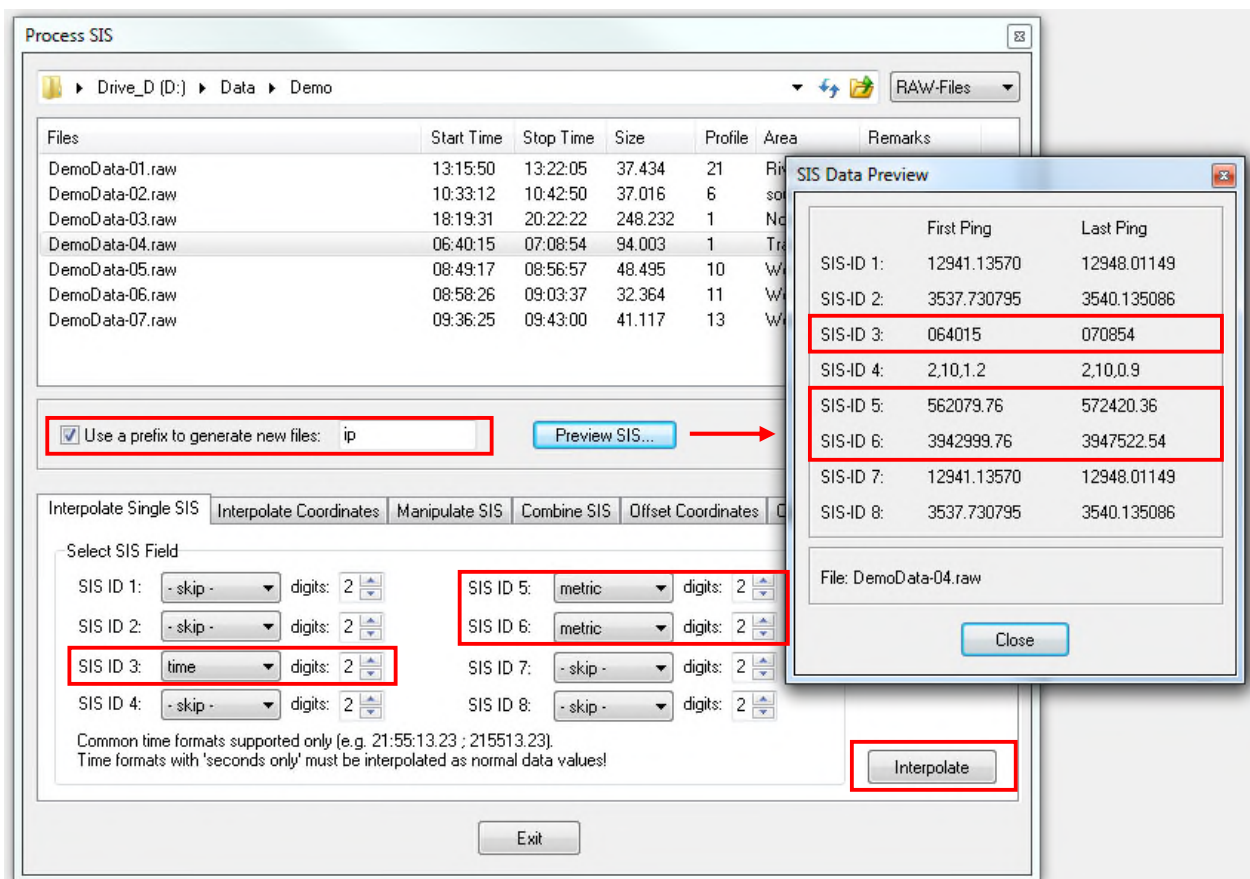 Process SIS
Drive_D (D:) Data Demo RAW-Files
Files Start Time Stop Time Size Profile Area Remarks
DemoData-01.raw 13:15:50 13:22:05 37.434 21
DemoData-02.raw 10:33:12 10:42:50 37.016 6
DemoData-03.raw 18:19:31 20:22:22 248.232 1
DemoData-04.raw 06:40:15 07:08:54 94.003 1
DemoData-05.raw 08:49:17 08:56:57 48.495 10
DemoData-06.raw 08:58:26 09:03:37 32.364 11
DemoData-07.raw 09:36:25 09:43:00 41.117 13
Use a prefix to generate new files: ip Preview SIS...
Interpolate Single SIS Interpolate Coordinates Manipulate SIS Combine SIS Offset Coordinates
Select SIS Field
SIS ID 1: - skip - digits: 2 SIS ID 5: metric digits: 2
SIS ID 2: - skip - digits: 2 SIS ID 6: metric digits: 2
SIS ID 3: time digits: 2 SIS ID 7: - skip - digits: 2
SIS ID 4: - skip - digits: 2 SIS ID 8: - skip - digits: 2
Common time formats supported only (e.g. 21:55:13.23 ; 215513.23).
Time formats with 'seconds only' must be interpolated as normal data values!
Interpolate
Exit
SIS Data Preview
First Ping Last Ping
SIS-ID 1: 12941.13570 12948.01149
SIS-ID 2: 3537.730795 3540.135086
SIS-ID 3: 064015 070854
SIS-ID 4: 2,10,1.2 2,10,0.9
SIS-ID 5: 562079.76 572420.36
SIS-ID 6: 3942999.76 3947522.54
SIS-ID 7: 12941.13570 12948.01149
SIS-ID 8: 3537.730795 3540.135086
File: DemoData-04.raw
Close